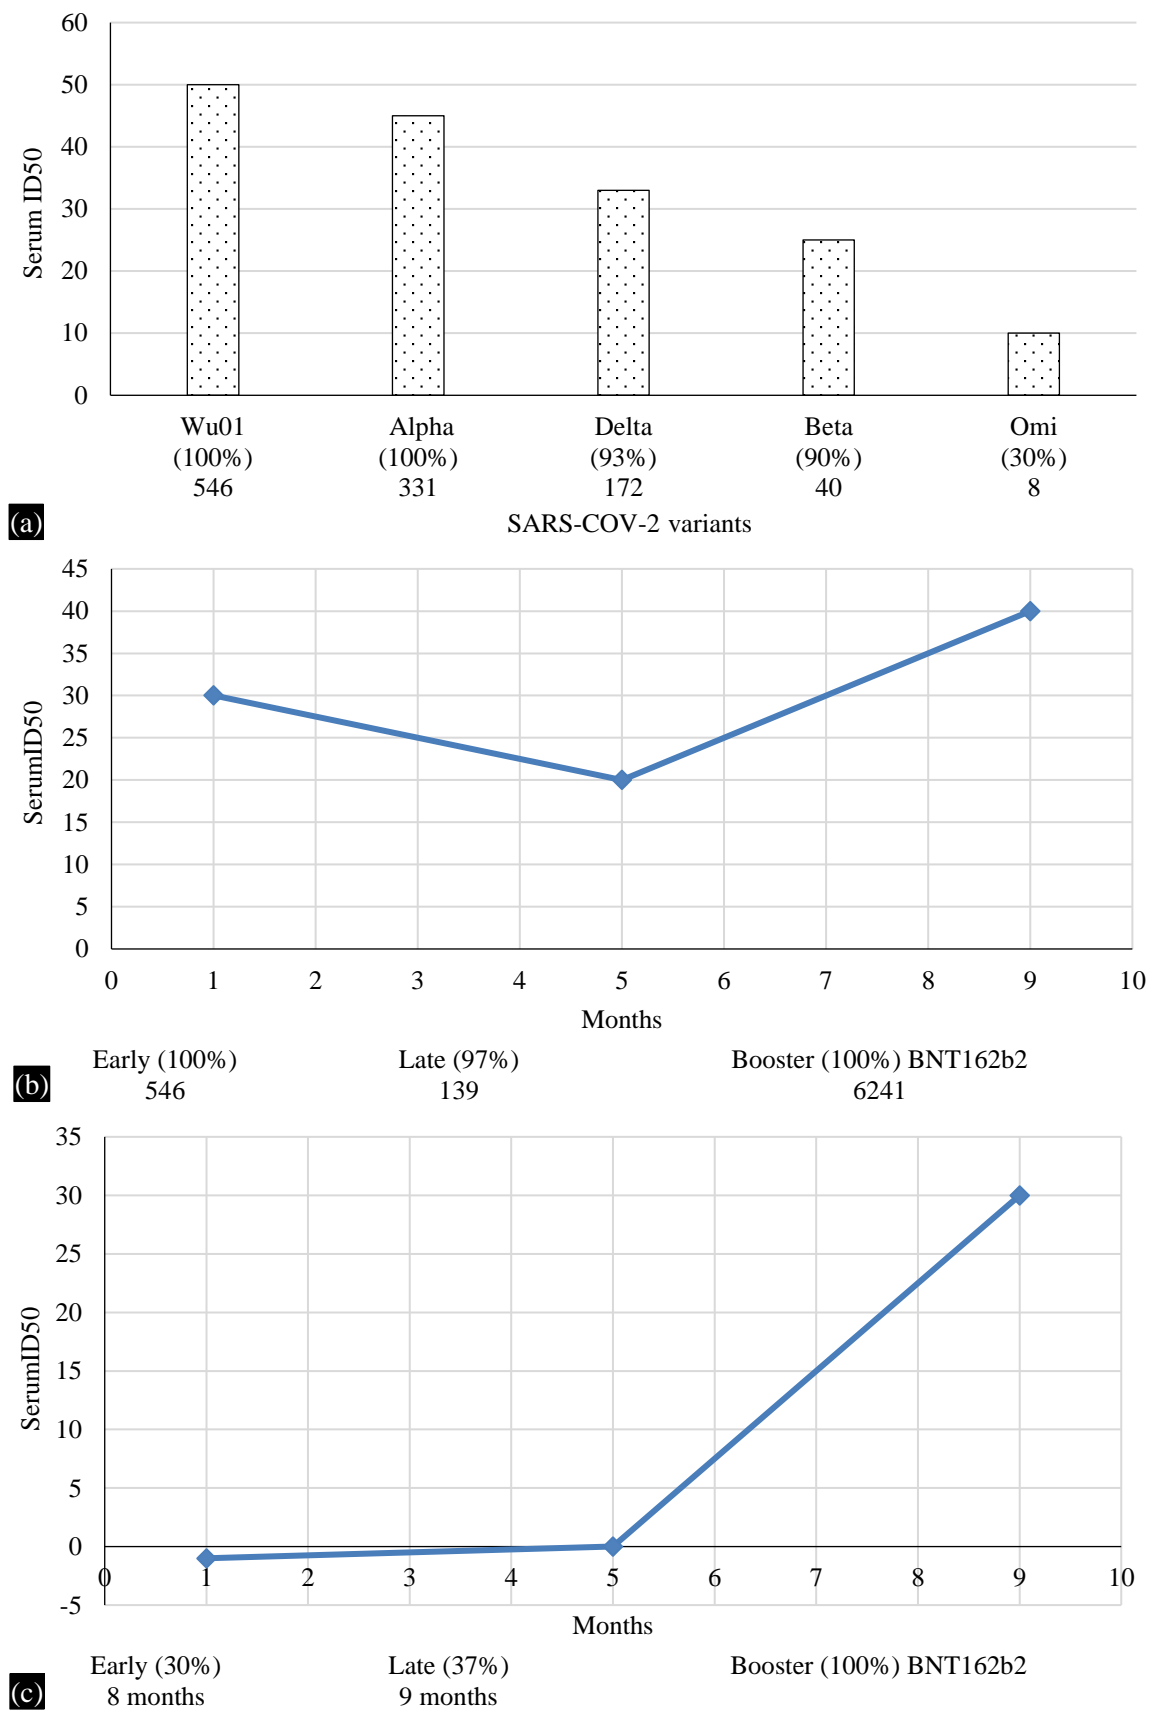 60
50
40
30
20
10
0
Serum ID50
Wu01 Alpha Delta Beta Omi
(100%) (100%) (93%) (90%) (30%)
546 331 172 40 8
(a) SARS-COV-2 variants
45
40
35
30
25
20
15
10
5
0
SerumID50
0 1 2 3 4 5 6 7 8 9 10
Months
Early (100%) Late (97%) Booster (100%) BNT162b2
(b) 546 139 6241
35
30
25
20
15
10
5
0
-5
SerumID50
0 1 2 3 4 5 6 7 8 9 10
Months
Early (30%) Late (37%) Booster (100%) BNT162b2
(c) 8 months 9 months